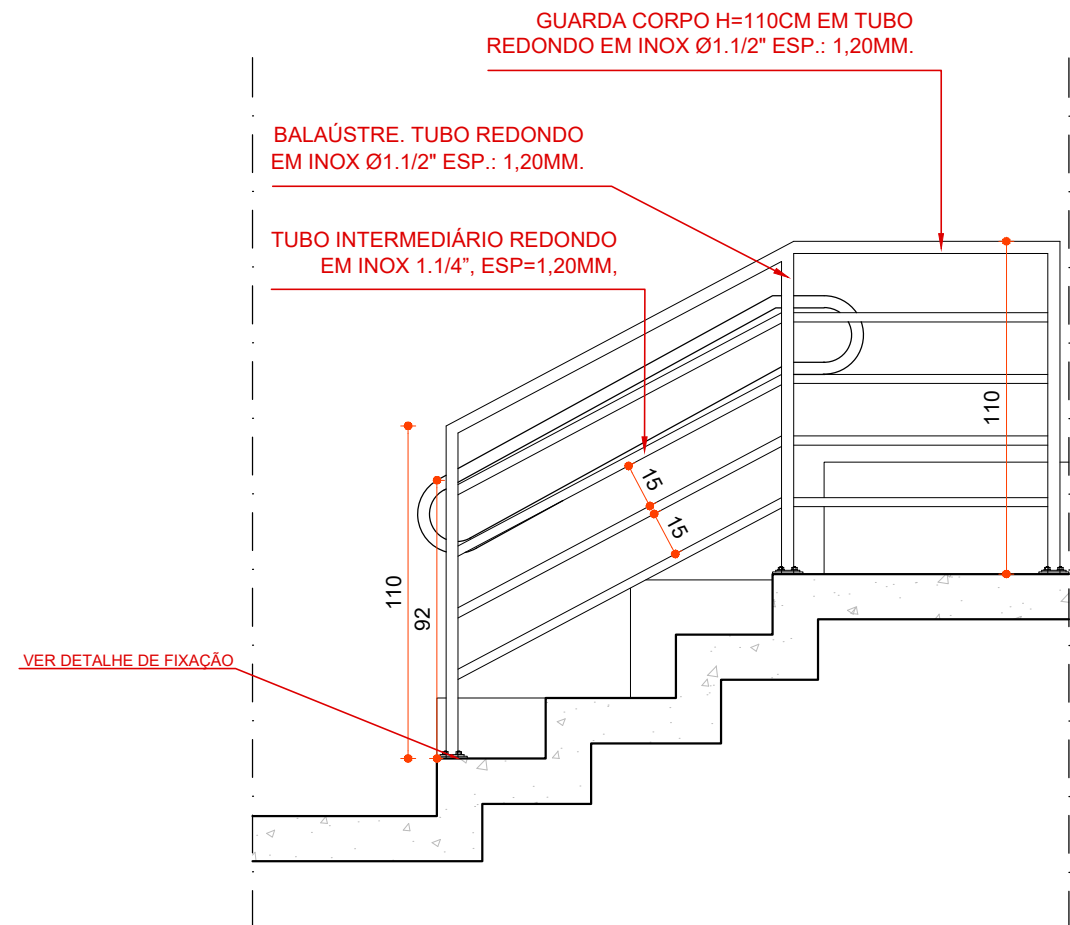 GUARDA CORPO H=110CM EM TUBO
REDONDO EM INOX Ø1.1/2" ESP.: 1,20MM.
BALAÚSTRE. TUBO REDONDO
EM INOX Ø1.1/2" ESP.: 1,20MM.
TUBO INTERMEDIÁRIO REDONDO
EM INOX 1.1/4”, ESP=1,20MM,
110
15
15
110
92
VER DETALHE DE FIXAÇÃO